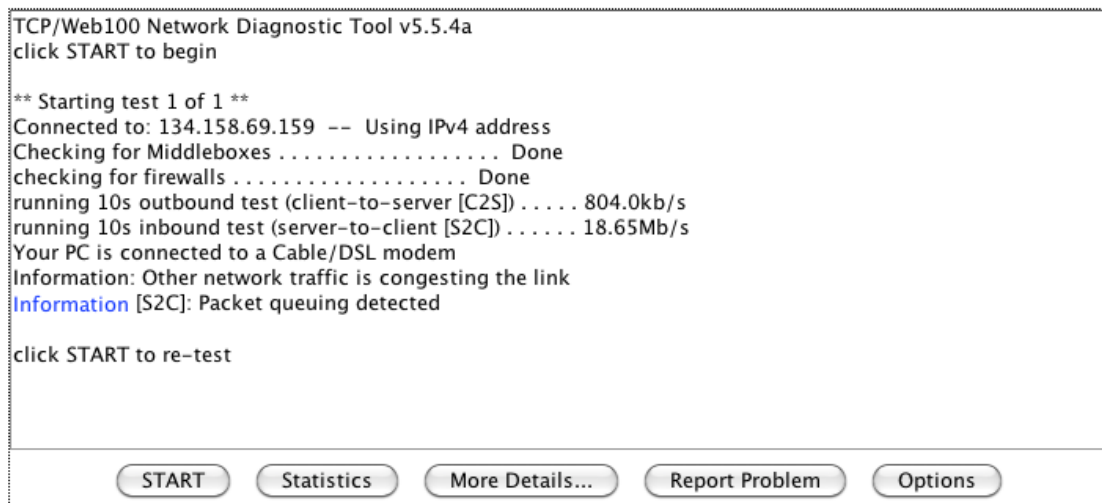 TCP/Web100 Network Diagnostic Tool v5.5.4a
click START to begin
** Starting test 1 of 1 **
Connected to: 134.158.69.159 -- Using IPv4 address
Checking for Middleboxes . . . . . . . . . . . . . . . . . . Done
checking for firewalls . . . . . . . . . . . . . . . . . . . Done
running 10s outbound test (client-to-server [C2S]) . . . . . 804.0kb/s
running 10s inbound test (server-to-client [S2C]) . . . . . . 18.65Mb/s
Your PC is connected to a Cable/DSL modem
Information: Other network traffic is congesting the link
Information [S2C]: Packet queuing detected
click START to re-test
START Statistics More Details... Report Problem Options